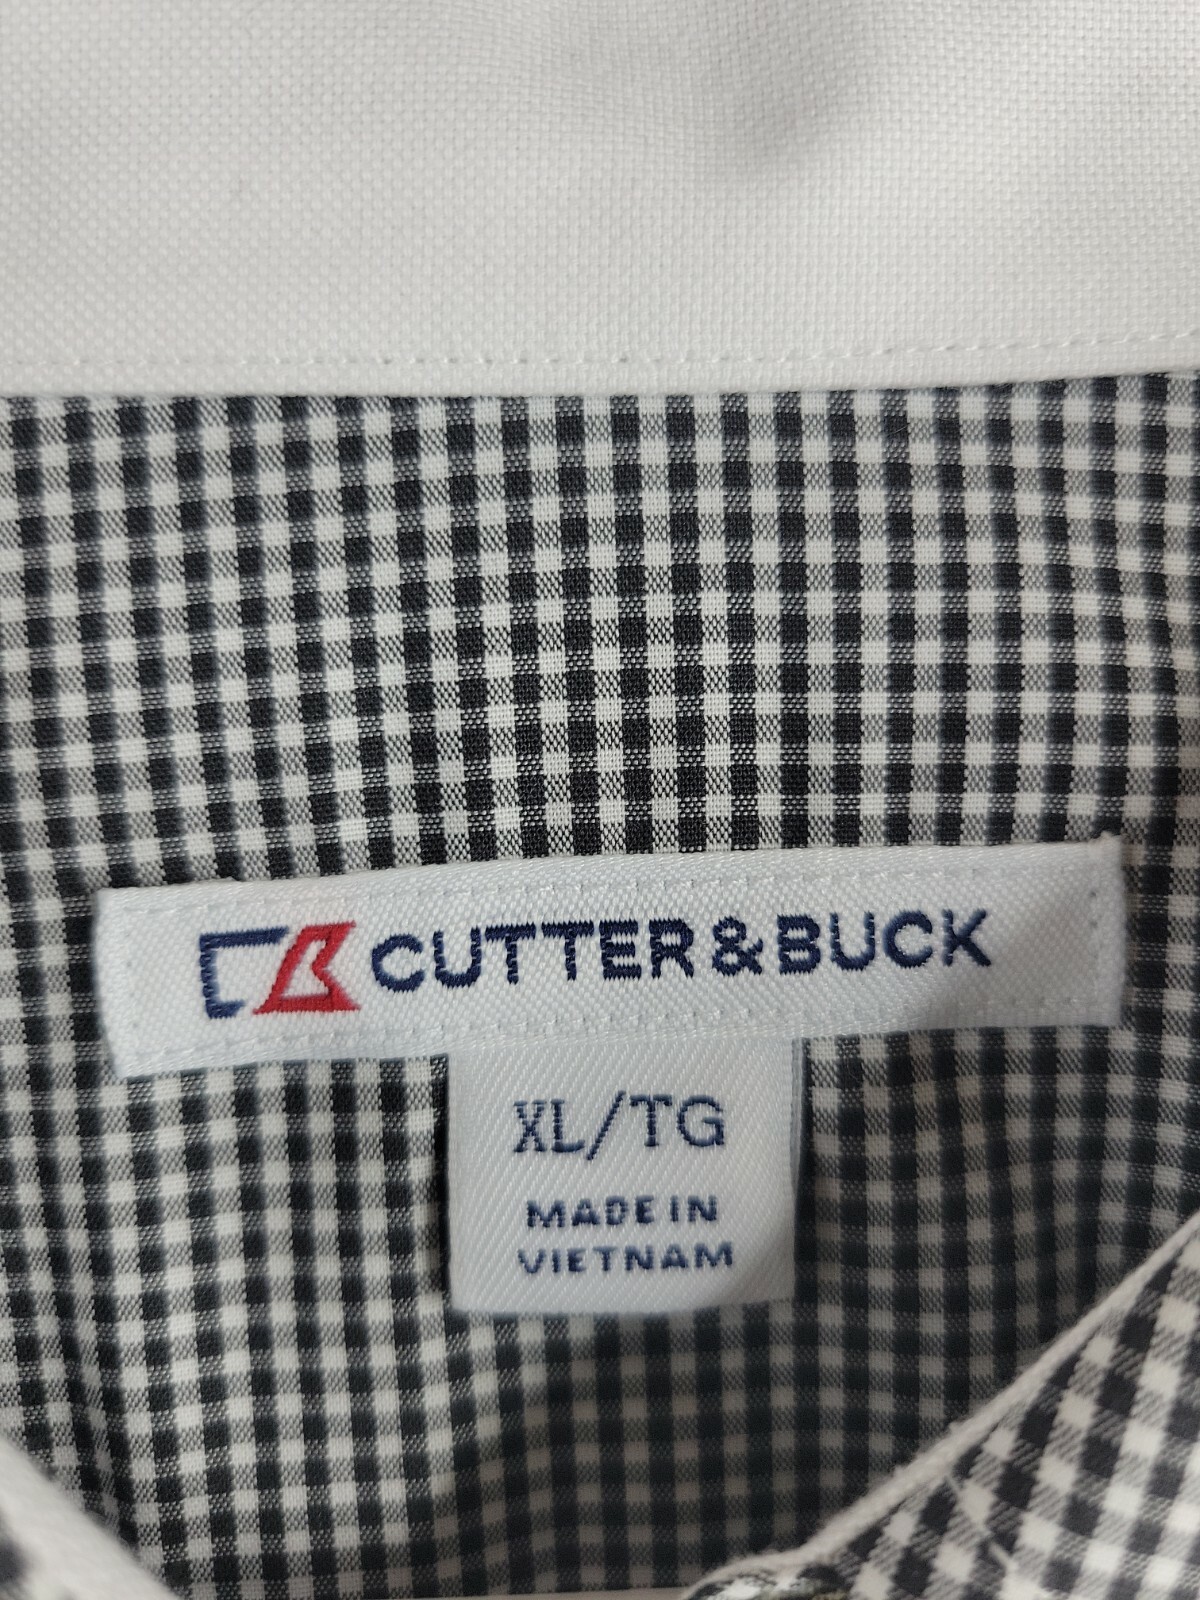 CUTTER&BUCK
XL/TG
MADE IN
VIETNAM